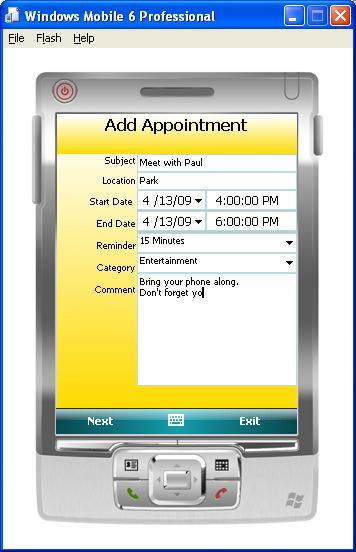 Windows Mobile 6 Professional
File Flash Help
Add Appointment
Subject Meet with Paul
Location Park
Start Date 4 /13/09 4:00:00 PM
End Date 4 /13/09 6:00:00 PM
Reminder 15 Minutes
Category Entertainment
Comment Bring your phone along.
Don't forget yo
Next Exit